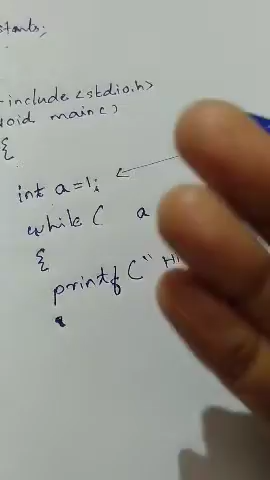 include <stdio.h>
void main()
{
int a=1;
while ( a
{
printf ("Hi